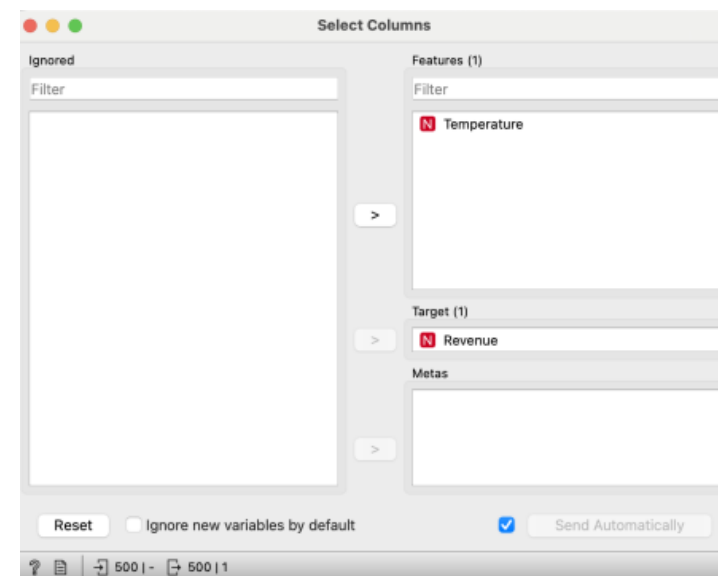 Select Columns
Ignored
Filter
>
>
>
Features (1)
Filter
N Temperature
Target (1)
N Revenue
Metas
Reset
Ignore new variables by default
Send Automatically
? 500 | - 500 | 1